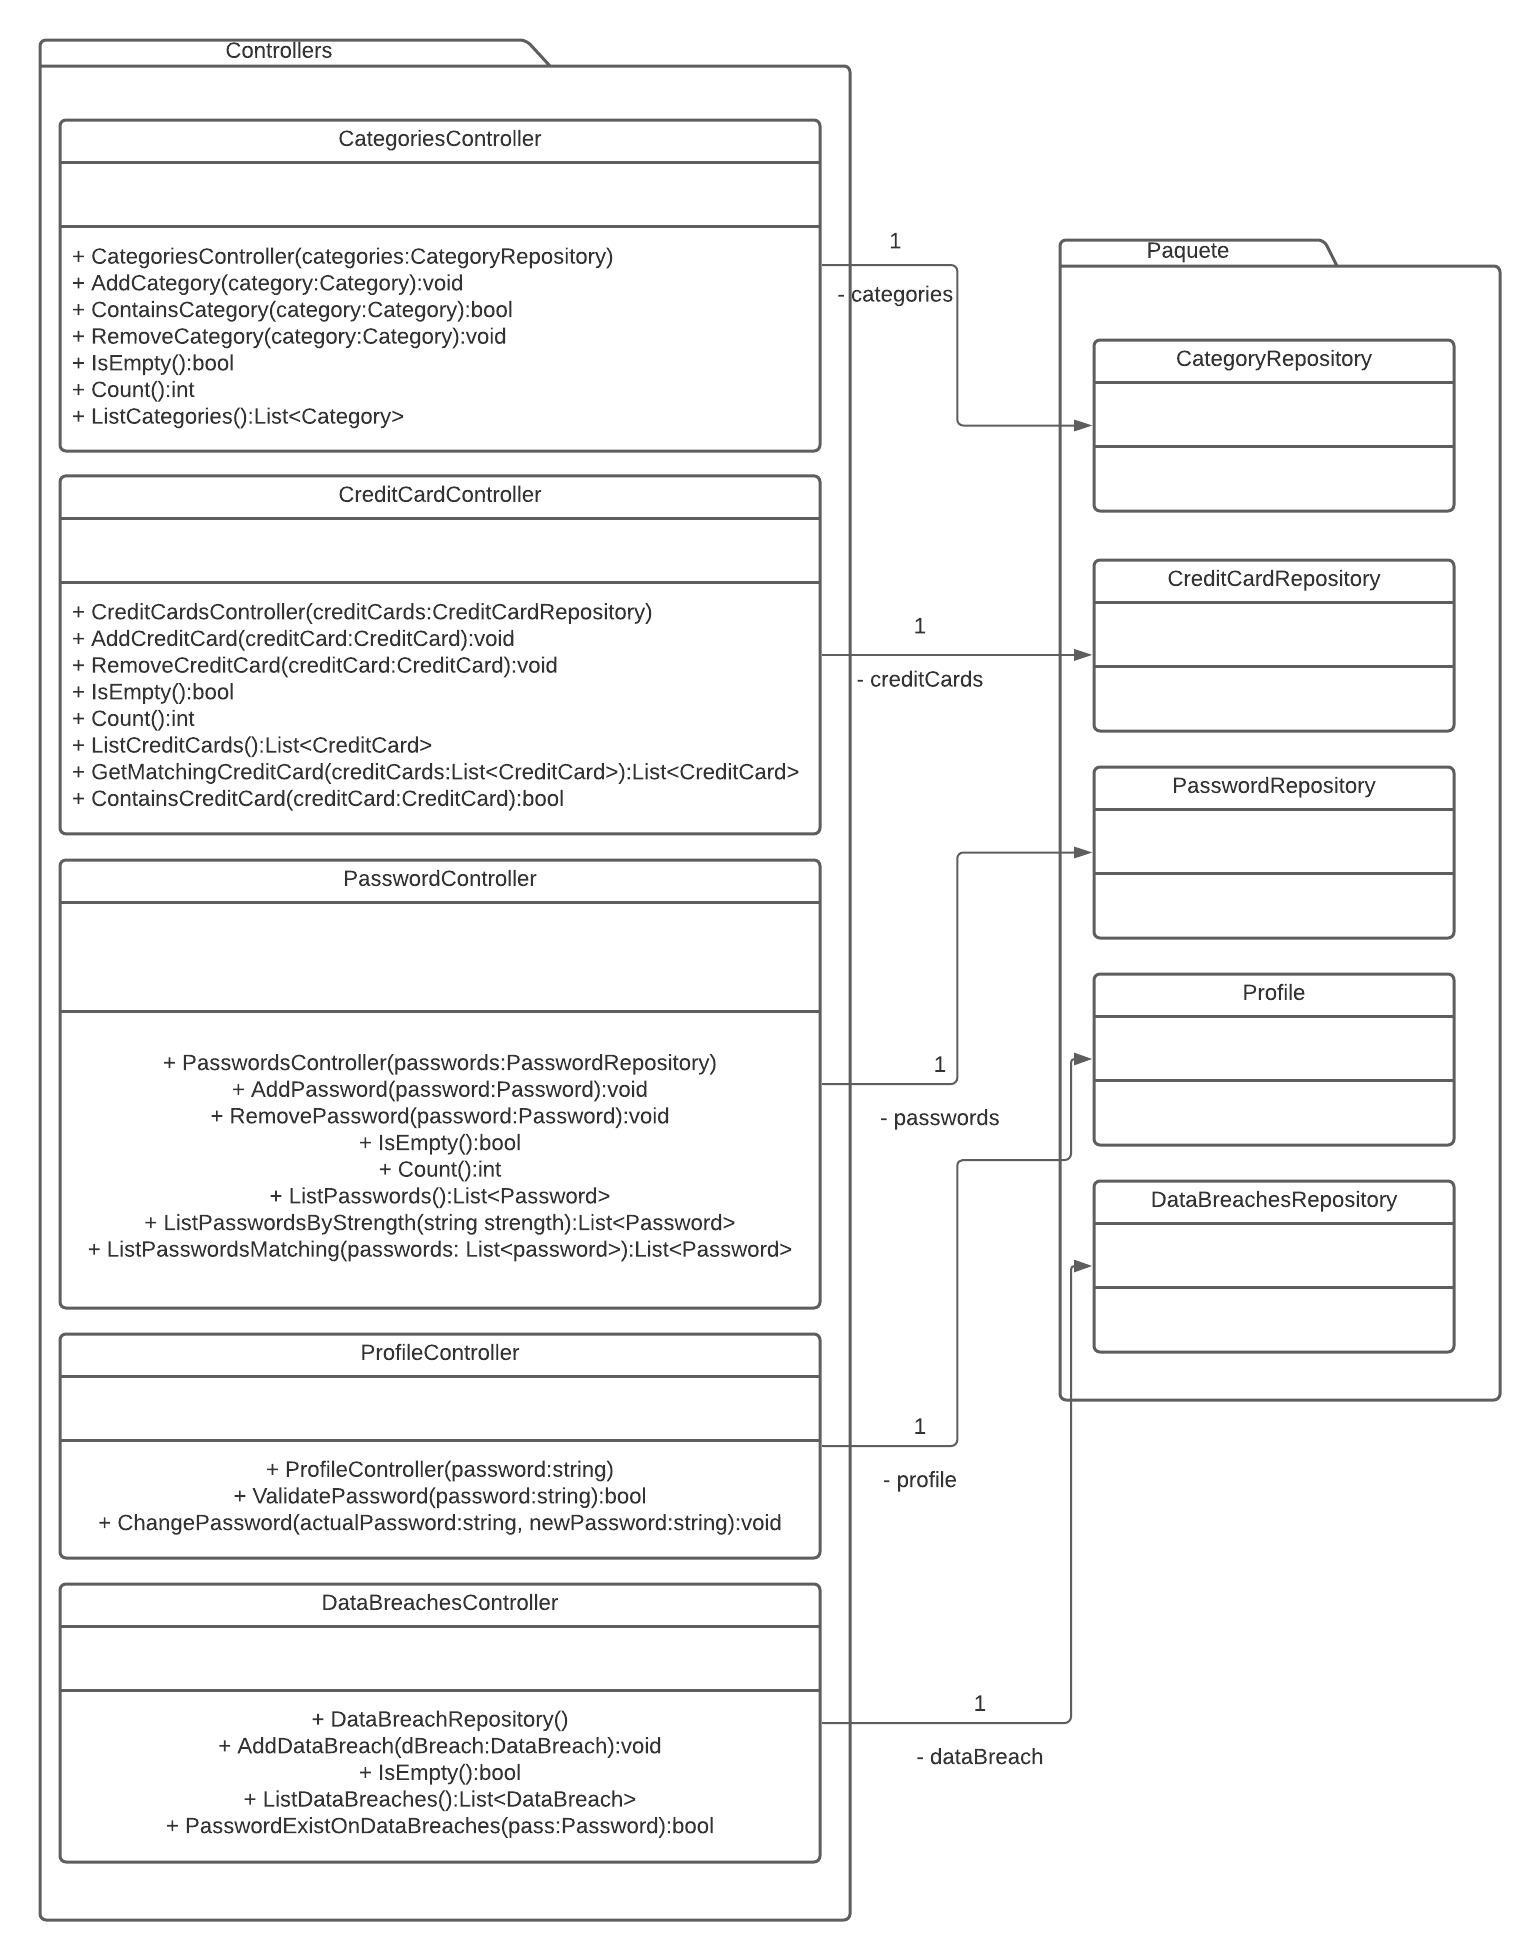 Controllers
CategoriesController
+ CategoriesController(categories:CategoryRepository)
+ AddCategory(category:Category):void
+ ContainsCategory(category:Category):bool
+ RemoveCategory(category:Category):void
+ IsEmpty():bool
+ Count():int
+ ListCategories():List<Category>
1
- categories
CreditCardController
+ CreditCardsController(creditCards:CreditCardRepository)
+ AddCreditCard(creditCard:CreditCard):void
+ RemoveCreditCard(creditCard:CreditCard):void
+ IsEmpty():bool
+ Count():int
+ ListCreditCards():List<CreditCard>
+ GetMatchingCreditCard(creditCards:List<CreditCard>):List<CreditCard>
+ ContainsCreditCard(creditCard:CreditCard):bool
1
- creditCards
PasswordController
+ PasswordsController(passwords:PasswordRepository)
+ AddPassword(password:Password):void
+ RemovePassword(password:Password):void
+ IsEmpty():bool
+ Count():int
+ ListPasswords():List<Password>
+ ListPasswordsByStrength(string strength):List<Password>
+ ListPasswordsMatching(passwords: List<password>):List<Password>
1
- passwords
ProfileController
+ ProfileController(password:string)
+ ValidatePassword(password:string):bool
+ ChangePassword(actualPassword:string, newPassword:string):void
1
- profile
DataBreachesController
+ DataBreachRepository()
+ AddDataBreach(dBreach:DataBreach):void
+ IsEmpty():bool
+ ListDataBreaches():List<DataBreach>
+ PasswordExistOnDataBreaches(pass:Password):bool
1
- dataBreach
Paquete
CategoryRepository
CreditCardRepository
PasswordRepository
Profile
DataBreachesRepository